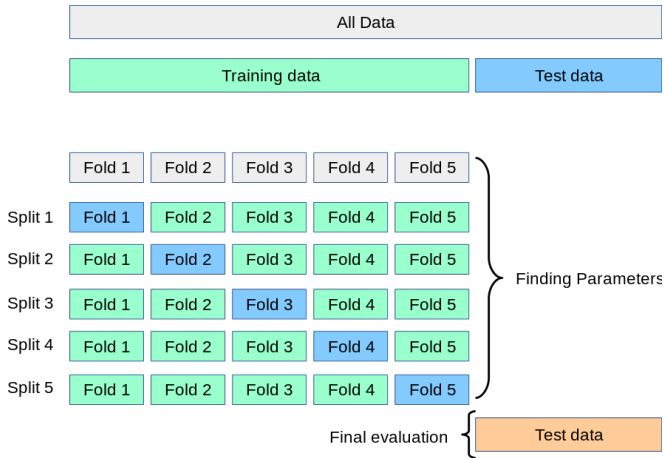 All Data
Training data Test data
Fold 1 Fold 2 Fold 3 Fold 4 Fold 5
Split 1 Fold 1 Fold 2 Fold 3 Fold 4 Fold 5
Split 2 Fold 1 Fold 2 Fold 3 Fold 4 Fold 5
Finding Parameters
Split 3 Fold 1 Fold 2 Fold 3 Fold 4 Fold 5
Split 4 Fold 1 Fold 2 Fold 3 Fold 4 Fold 5
Split 5 Fold 1 Fold 2 Fold 3 Fold 4 Fold 5
Final evaluation Test data